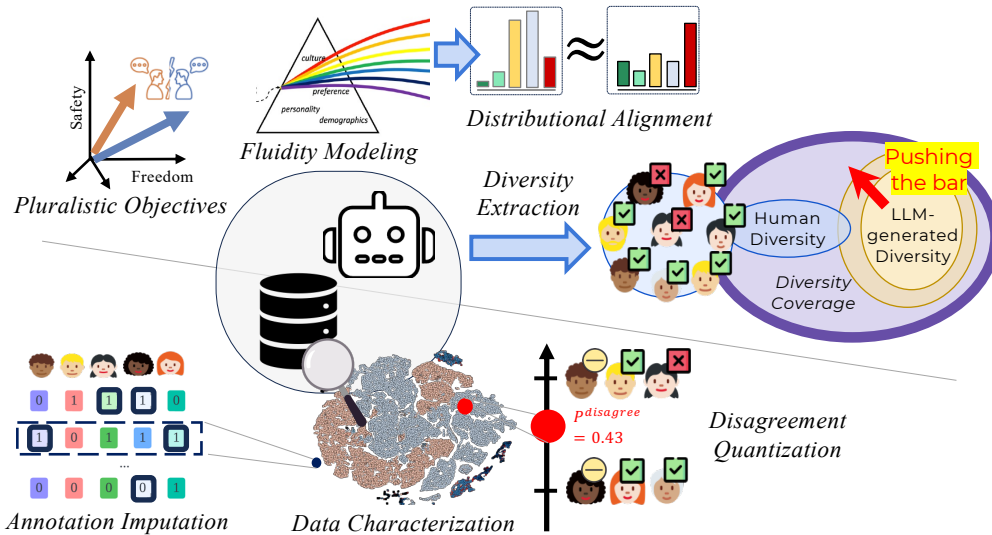 Safety
Freedom
Pluralistic Objectives
culture
preference
personality
demographics
Fluidity Modeling
≈
Distributional Alignment
Diversity
Extraction
Human
Diversity
Diversity
Coverage
Pushing
the bar
LLM-
generated
Diversity
0 1 1 1 0
1 0 1 1 1
...
0 0 0 0 1
Annotation Imputation
Data Characterization
P^disagree
= 0.43
Disagreement
Quantization